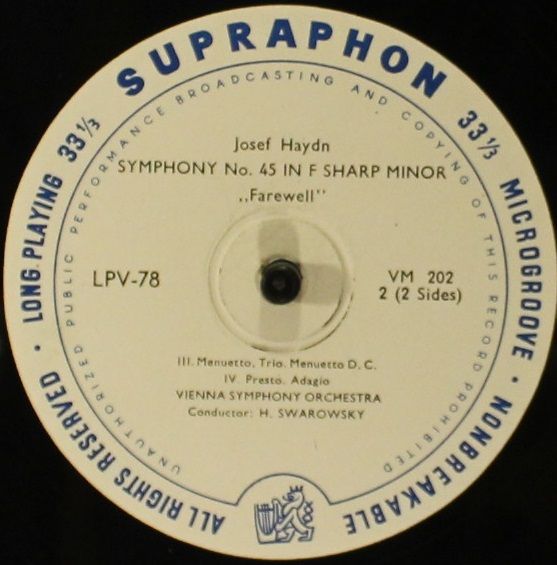 SUPRAPHON
LONG PLAYING 33 1/3
33 1/3 MICROGROOVE • NONBREAKABLE
• ALL RIGHTS RESERVED •
UNAUTHORIZED PUBLIC PERFORMANCE BROADCASTING AND COPYING OF THIS RECORD PROHIBITED
Josef Haydn
SYMPHONY No. 45 IN F SHARP MINOR
„Farewell"
LPV-78
VM 202
2 (2 Sides)
III. Menuetto, Trio. Menuetto D. C.
IV Presto. Adagio
VIENNA SYMPHONY ORCHESTRA
Conductor: H. SWAROWSKY